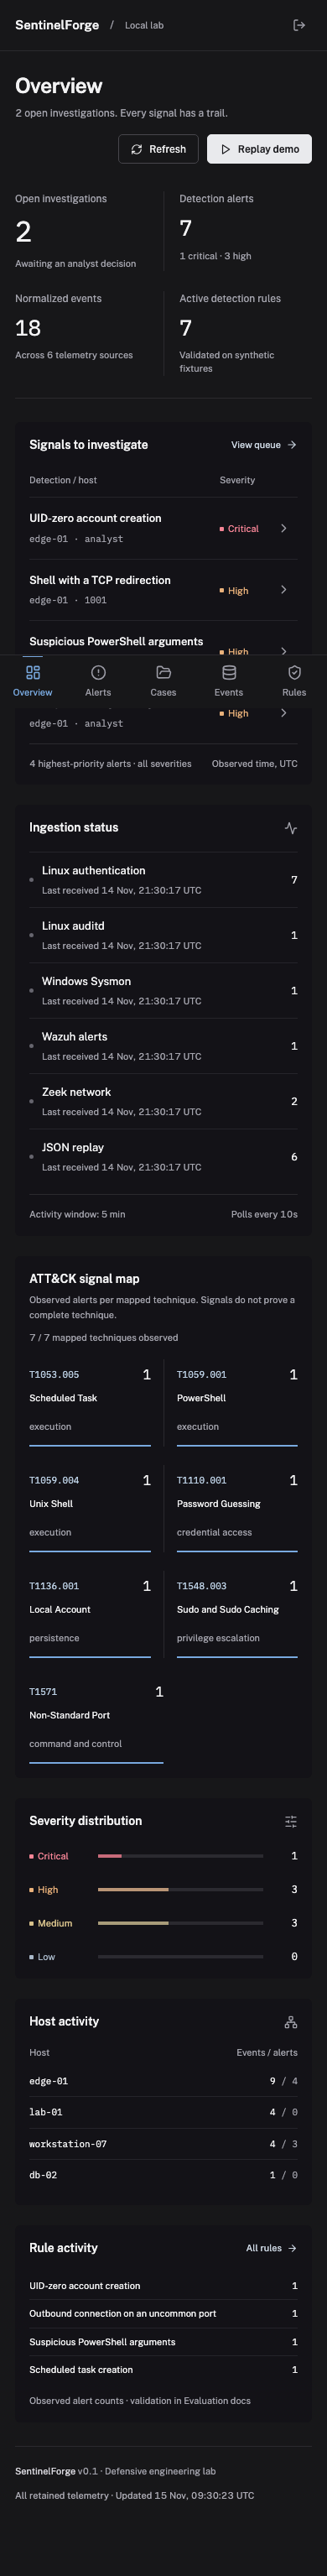 SentinelForge / Local lab
Overview
2 open investigations. Every signal has a trail.
Refresh
Replay demo
Open investigations
2
Awaiting an analyst decision
Detection alerts
7
1 critical · 3 high
Normalized events
18
Across 6 telemetry sources
Active detection rules
7
Validated on synthetic
fixtures
Signals to investigate
View queue
Detection / host
Severity
UID-zero account creation
edge-01 · analyst
Critical
Shell with a TCP redirection
edge-01 · 1001
High
Suspicious PowerShell arguments
High
Overview
Alerts
Cases
Events
Rules
edge-01 · analyst
High
4 highest-priority alerts · all severities
Observed time, UTC
Ingestion status
Linux authentication
Last received 14 Nov, 21:30:17 UTC
7
Linux auditd
Last received 14 Nov, 21:30:17 UTC
1
Windows Sysmon
Last received 14 Nov, 21:30:17 UTC
1
Wazuh alerts
Last received 14 Nov, 21:30:17 UTC
1
Zeek network
Last received 14 Nov, 21:30:17 UTC
2
JSON replay
Last received 14 Nov, 21:30:17 UTC
6
Activity window: 5 min
Polls every 10s
ATT&CK signal map
Observed alerts per mapped technique. Signals do not prove a
complete technique.
7 / 7 mapped techniques observed
T1053.005
1
Scheduled Task
execution
T1059.001
1
PowerShell
execution
T1059.004
1
Unix Shell
execution
T1110.001
1
Password Guessing
credential access
T1136.001
1
Local Account
persistence
T1548.003
1
Sudo and Sudo Caching
privilege escalation
T1571
1
Non-Standard Port
command and control
Severity distribution
Critical
1
High
3
Medium
3
Low
0
Host activity
Host
Events / alerts
edge-01
9 / 4
lab-01
4 / 0
workstation-07
4 / 3
db-02
1 / 0
Rule activity
All rules
UID-zero account creation
1
Outbound connection on an uncommon port
1
Suspicious PowerShell arguments
1
Scheduled task creation
1
Observed alert counts · validation in Evaluation docs
SentinelForge v0.1 · Defensive engineering lab
All retained telemetry · Updated 15 Nov, 09:30:23 UTC